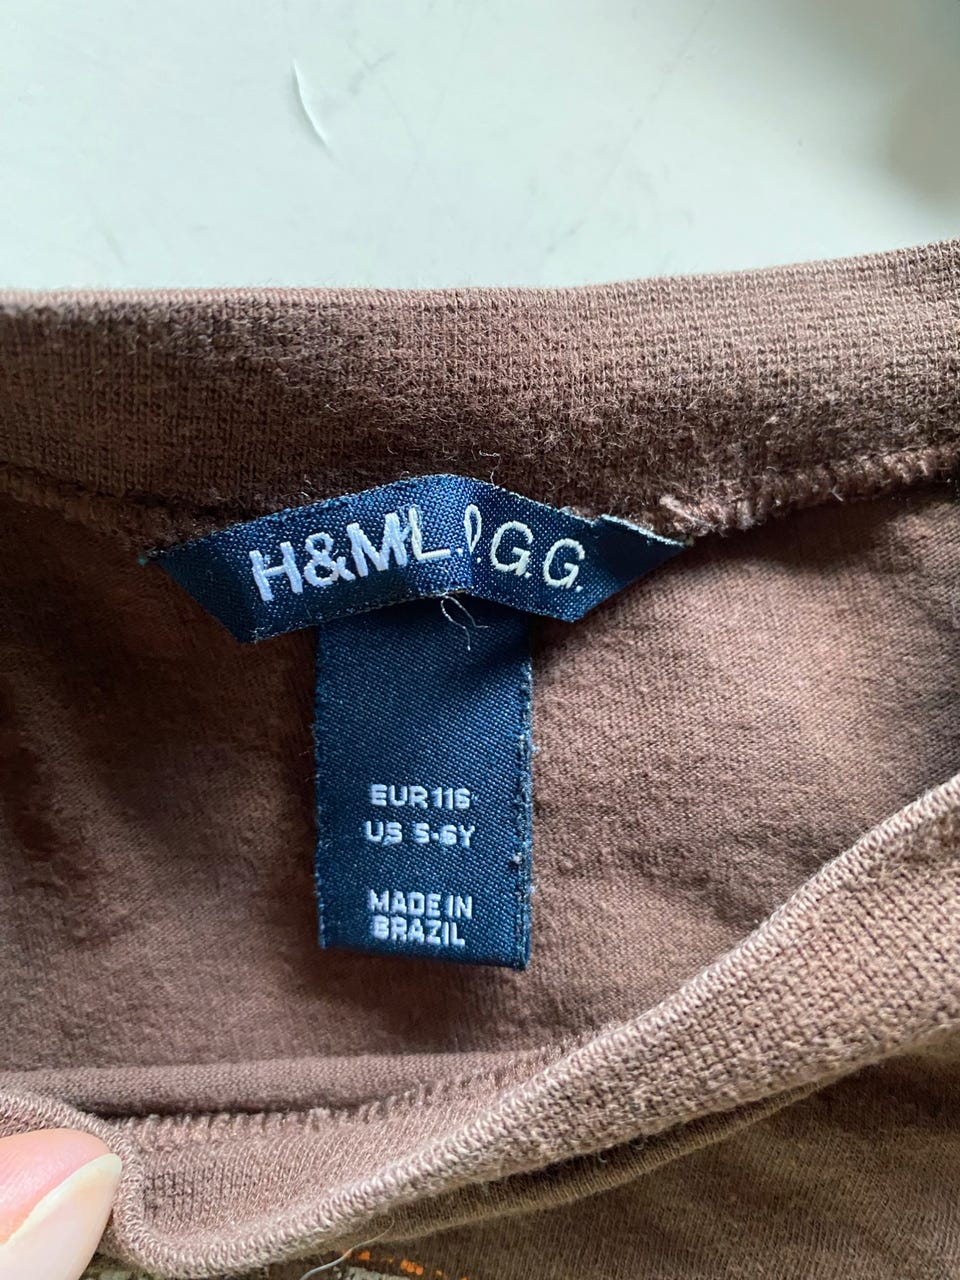 H&M L.O.G.G.
EUR 116
US 5-6Y
MADE IN
BRAZIL